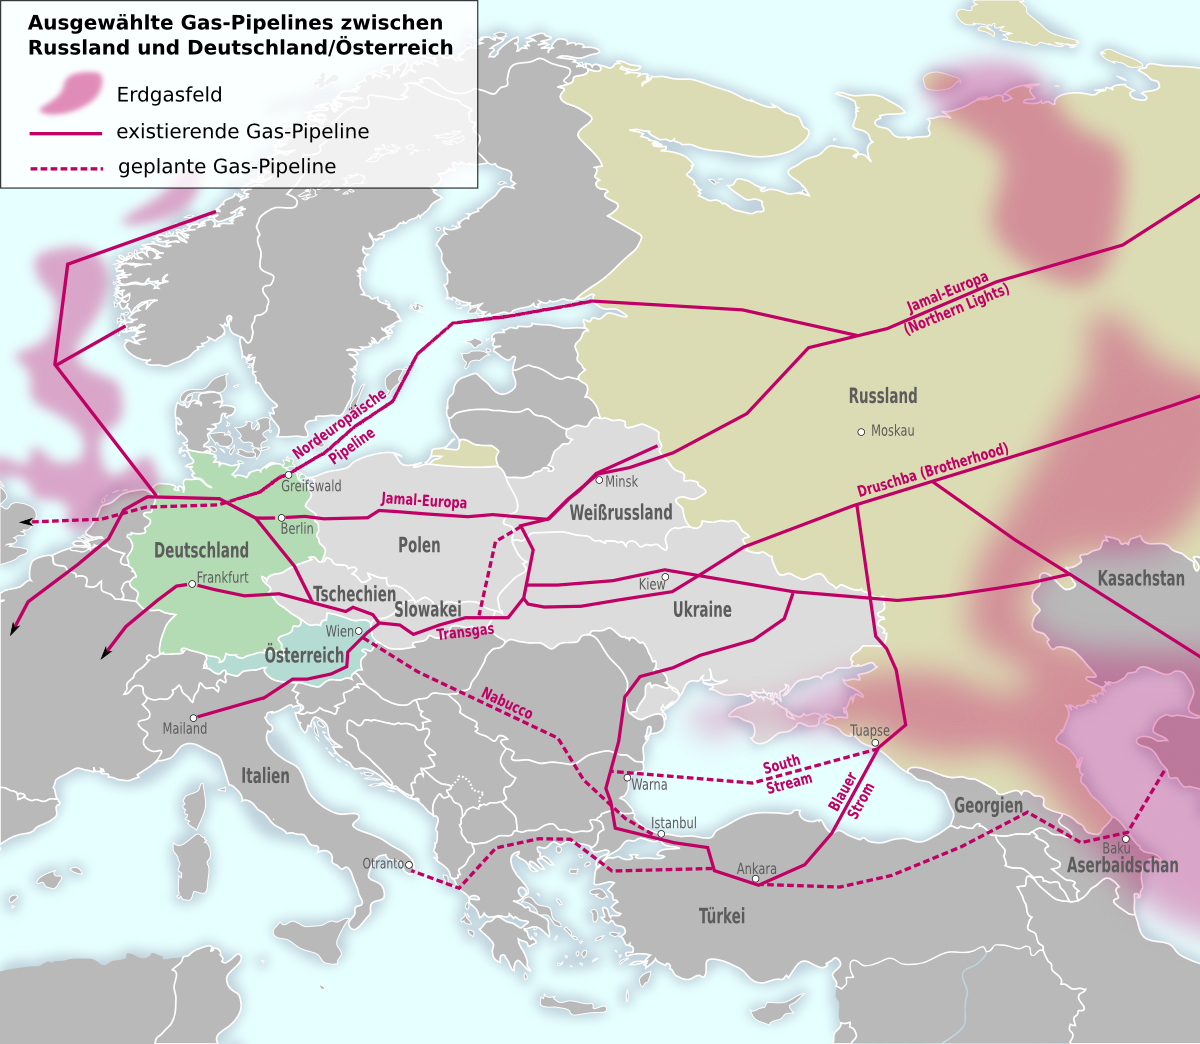 Ausgewählte Gas-Pipelines zwischen
Russland und Deutschland/Österreich
Erdgasfeld
existierende Gas-Pipeline
geplante Gas-Pipeline
Jamal-Europa
(Northern Lights)
Russland
Moskau
Nordeuropäische
Pipeline
Druschba (Brotherhood)
Greifswald
Minsk
Jamal-Europa
Weißrussland
Berlin
Polen
Deutschland
Frankfurt
Kasachstan
Kiew
Tschechien
Slowakei
Ukraine
Transgas
Wien
Österreich
Nabucco
Mailand
Tuapse
South
Stream
Italien
Warna
Blauer
Strom
Georgien
Istanbul
Baku
Otranto
Ankara
Aserbaidschan
Türkei